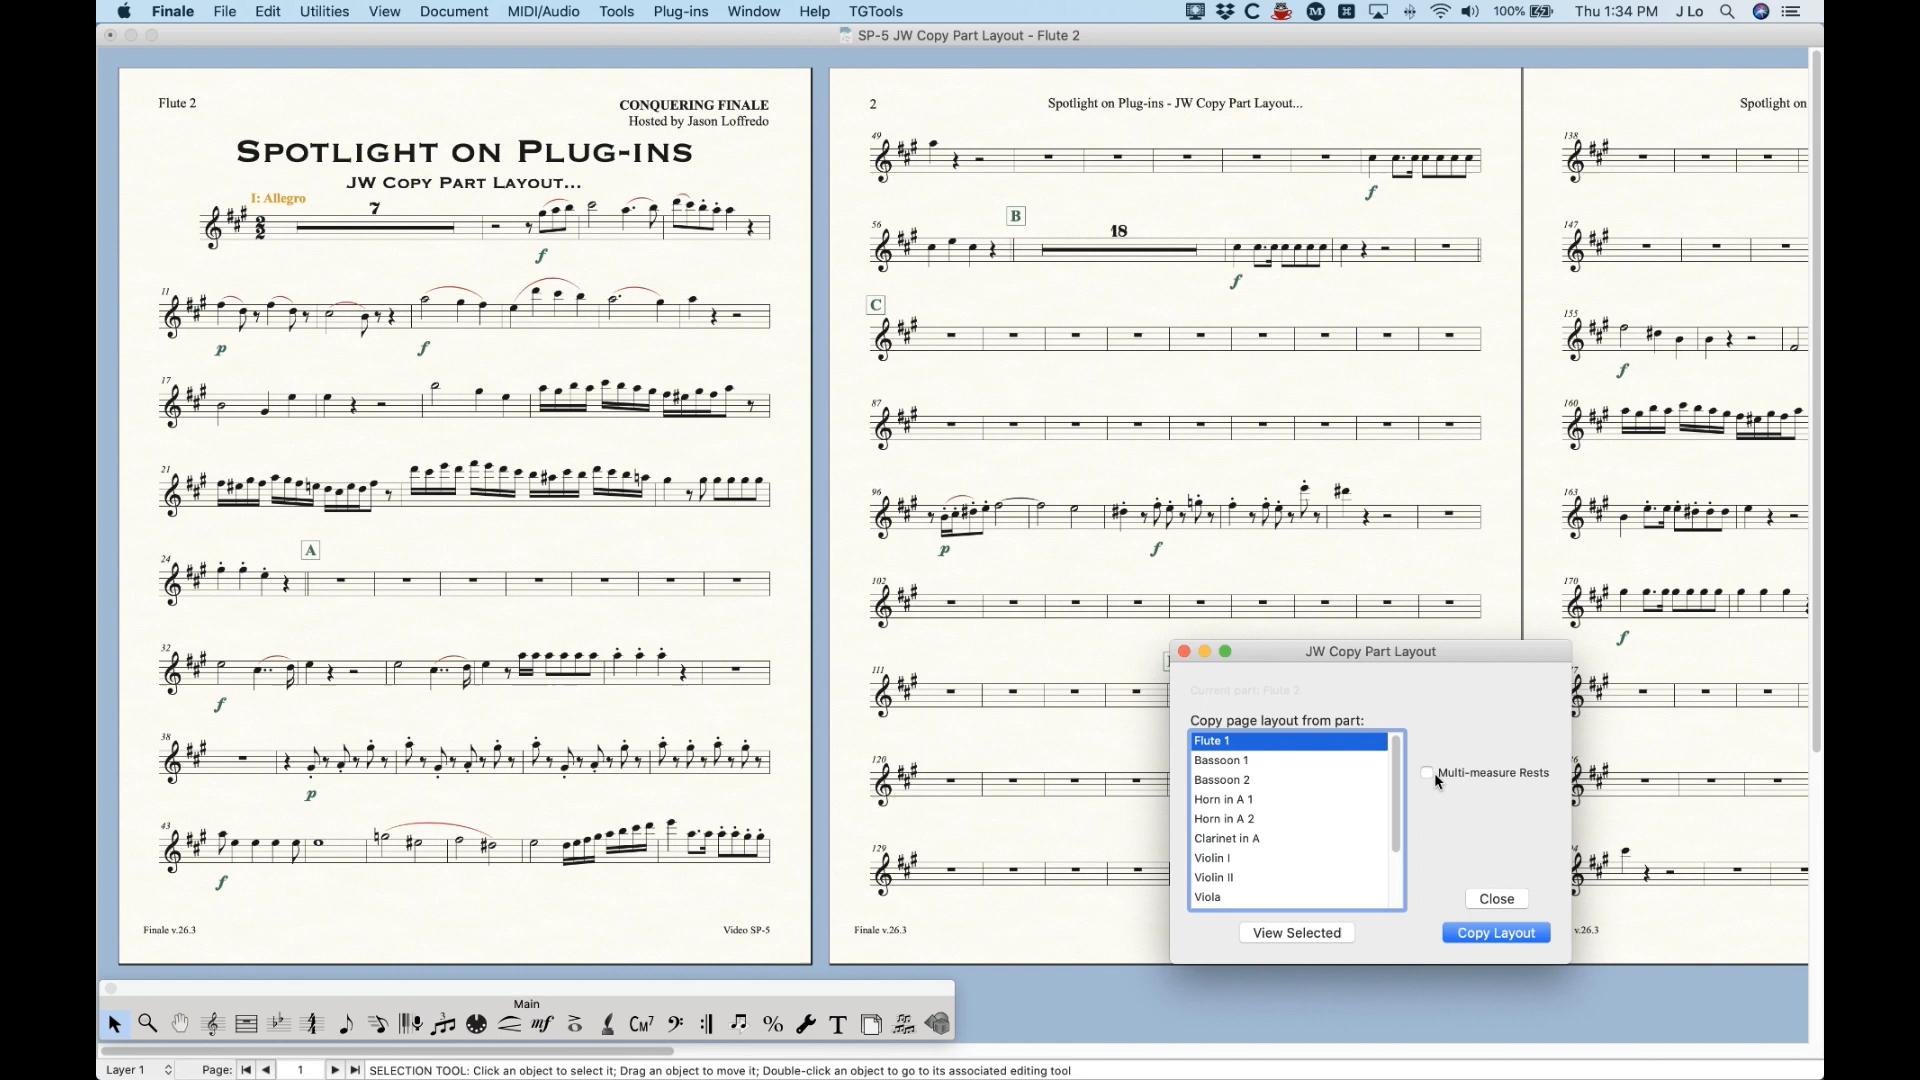 Finale File Edit Utilities View Document MIDI/Audio Tools Plug-ins Window Help TGTools 100% Thu 1:34 PM J Lo
SP-5 JW Copy Part Layout - Flute 2
Flute 2
CONQUERING FINALE
Hosted by Jason Loffredo
SPOTLIGHT ON PLUG-INS
JW COPY PART LAYOUT...
I: Allegro
7
f
11
p f
17
21
A
24
32
f
38
p
43
f
Finale v.26.3 Video SP-5
2 Spotlight on Plug-ins - JW Copy Part Layout...
49
f
B
56
18
f
C
87
96
p f
102
111
120
129
Finale v.26.3
Spotlight on
138
147
155
f
160
163
170
f
v.26.3
JW Copy Part Layout
Current part: Flute 2
Copy page layout from part:
Flute 1
Bassoon 1
Bassoon 2
Horn in A 1
Horn in A 2
Clarinet in A
Violin I
Violin II
Viola
Multi-measure Rests
Close
View Selected
Copy Layout
Main
mf CM7 % T
Layer 1 Page: 1 SELECTION TOOL: Click an object to select it; Drag an object to move it; Double-click an object to go to its associated editing tool